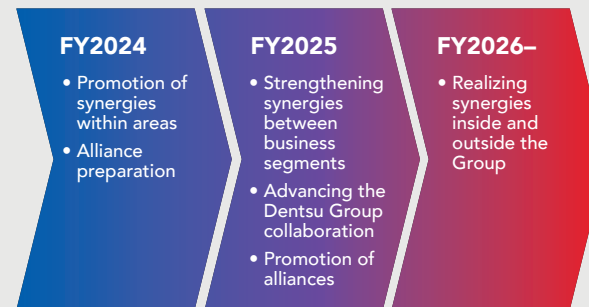 FY2024
• Promotion of
synergies
within areas
• Alliance
preparation
FY2025
• Strengthening
synergies
between
business
segments
• Advancing the
Dentsu Group
collaboration
• Promotion of
alliances
FY2026–
• Realizing
synergies
inside and
outside the
Group